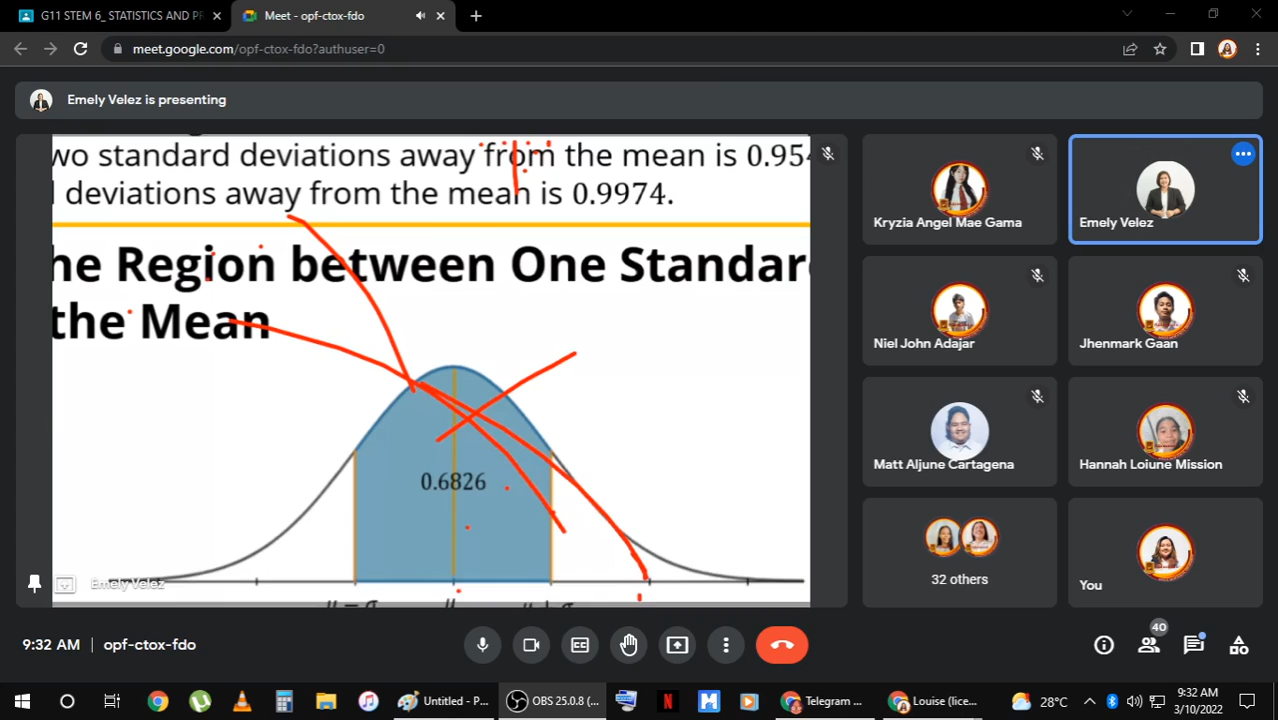 G11 STEM 6_ STATISTICS AND PR
Meet - opf-ctox-fdo
meet.google.com/opf-ctox-fdo?authuser=0
Emely Velez is presenting
wo standard deviations away from the mean is 0.954
deviations away from the mean is 0.9974.
he Region between One Standard
the Mean
0.6826
μ − σ μ μ + σ
Emely Velez
Kryzia Angel Mae Gama
Emely Velez
Niel John Adajar
Jhenmark Gaan
Matt Aljune Cartagena
Hannah Loiune Mission
32 others
You
9:32 AM | opf-ctox-fdo
40
Untitled - P...
OBS 25.0.8 (...
Telegram ...
Louise (lice...
28°C
9:32 AM
3/10/2022